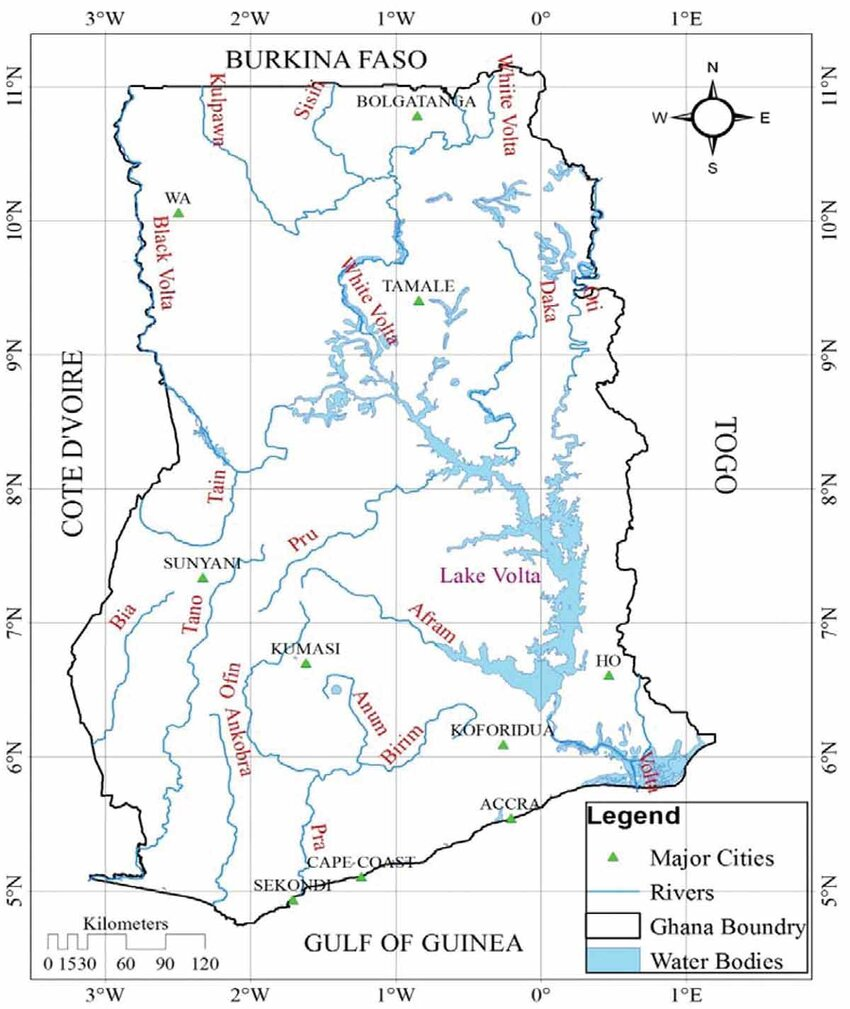 3°W 2°W 1°W 0° 1°E
BURKINA FASO
11°N
11°N
Kulpawn
Sisili
Whiite Volta
BOLGATANGA
N
W E
S
WA
10°N
10°N
Black Volta
White Volta
TAMALE
Daka
Oti
9°N
9°N
COTE D'VOIRE
TOGO
8°N
8°N
Tain
Pru
SUNYANI
Lake Volta
Bia
Tano
Afram
7°N
7°N
KUMASI
HO
Ofin
Anum
Ankobra
Birim
KOFORIDUA
6°N
6°N
Volta
ACCRA
Pra
CAPE COAST
SEKONDI
5°N
5°N
Legend
Major Cities
Rivers
Ghana Boundry
Water Bodies
Kilometers
0 1530 60 90 120
GULF OF GUINEA
3°W 2°W 1°W 0° 1°E